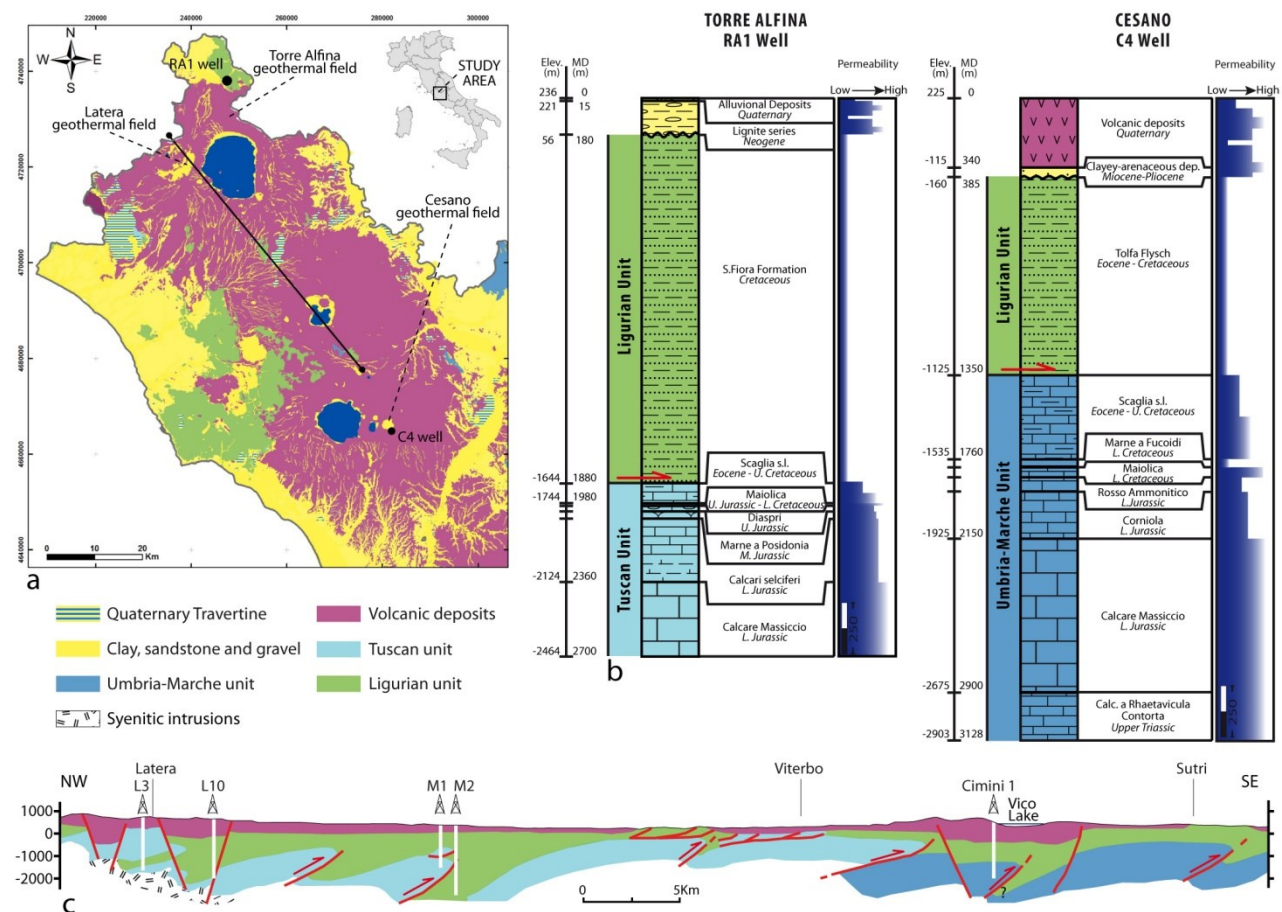 220000
240000
260000
280000
300000
4740000
4720000
4700000
4680000
4660000
4640000
N
W
E
S
RA1 well
Torre Alfina
geothermal field
STUDY
AREA
Latera
geothermal field
Cesano
geothermal field
C4 well
0
10
20
Km
a
Quaternary Travertine
Clay, sandstone and gravel
Umbria-Marche unit
Syenitic intrusions
Volcanic deposits
Tuscan unit
Ligurian unit
TORRE ALFINA
RA1 Well
Elev.
(m)
MD
(m)
Permeability
Low
High
236 0
221 15
56 180
-1644 1880
-1744 1980
-2124 2360
-2464 2700
Ligurian Unit
Tuscan Unit
Alluvional Deposits
Quaternary
Lignite series
Neogene
S.Fiora Formation
Cretaceous
Scaglia s.l.
Eocene - U. Cretaceous
Maiolica
U. Jurassic - L. Cretaceous
Diaspri
U. Jurassic
Marne a Posidonia
M. Jurassic
Calcari selciferi
L. Jurassic
Calcare Massiccio
L. Jurassic
250
b
CESANO
C4 Well
Elev.
(m)
MD
(m)
Permeability
Low
High
225 0
-115 340
-160 385
-1125 1350
-1535 1760
-1925 2150
-2675 2900
-2903 3128
Ligurian Unit
Umbria-Marche Unit
Volcanic deposits
Quaternary
Clayey-arenaceous dep.
Miocene-Pliocene
Tolfa Flysch
Eocene - Cretaceous
Scaglia s.l.
Eocene - U. Cretaceous
Marne a Fucoidi
L. Cretaceous
Maiolica
L. Cretaceous
Rosso Ammonitico
L.Jurassic
Corniola
L. Jurassic
Calcare Massiccio
L. Jurassic
Calc. a Rhaetavicula
Contorta
Upper Triassic
250
NW
Latera
L3
L10
M1
M2
Viterbo
Cimini 1
Vico
Lake
Sutri
SE
1000
0
-1000
-2000
?
0
5Km
c